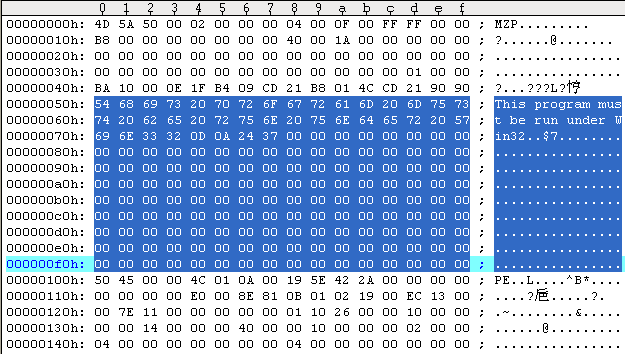 0 1 2 3 4 5 6 7 8 9 a b c d e f
00000000h: 4D 5A 50 00 02 00 00 00 04 00 0F 00 FF FF 00 00 ; MZP.........
00000010h: B8 00 00 00 00 00 00 00 40 00 1A 00 00 00 00 00 ; ?......@.......
00000020h: 00 00 00 00 00 00 00 00 00 00 00 00 00 00 00 00 ; ................
00000030h: 00 00 00 00 00 00 00 00 00 00 00 00 00 01 00 00 ; ................
00000040h: BA 10 00 0E 1F B4 09 CD 21 B8 01 4C CD 21 90 90 ; ?...???L?
00000050h: 54 68 69 73 20 70 72 6F 67 72 61 6D 20 6D 75 73 ; This program mus
00000060h: 74 20 62 65 20 72 75 6E 20 75 6E 64 65 72 20 57 ; t be run under W
00000070h: 69 6E 33 32 0D 0A 24 37 00 00 00 00 00 00 00 00 ; in32..$7........
00000080h: 00 00 00 00 00 00 00 00 00 00 00 00 00 00 00 00 ; ................
00000090h: 00 00 00 00 00 00 00 00 00 00 00 00 00 00 00 00 ; ................
000000a0h: 00 00 00 00 00 00 00 00 00 00 00 00 00 00 00 00 ; ................
000000b0h: 00 00 00 00 00 00 00 00 00 00 00 00 00 00 00 00 ; ................
000000c0h: 00 00 00 00 00 00 00 00 00 00 00 00 00 00 00 00 ; ................
000000d0h: 00 00 00 00 00 00 00 00 00 00 00 00 00 00 00 00 ; ................
000000e0h: 00 00 00 00 00 00 00 00 00 00 00 00 00 00 00 00 ; ................
000000f0h: 00 00 00 00 00 00 00 00 00 00 00 00 00 00 00 00 ; ................
00000100h: 50 45 00 00 4C 01 0A 00 19 5E 42 2A 00 00 00 00 ; PE..L....^B*....
00000110h: 00 00 00 00 E0 00 8E 81 0B 01 02 19 00 EC 13 00 ; ....?.....?.
00000120h: 00 7E 11 00 00 00 00 00 01 10 26 00 00 10 00 00 ; .~........&.....
00000130h: 00 00 14 00 00 00 40 00 00 10 00 00 00 02 00 00 ; ......@.........
00000140h: 04 00 00 00 00 00 00 00 04 00 00 00 00 00 00 00 ; ................